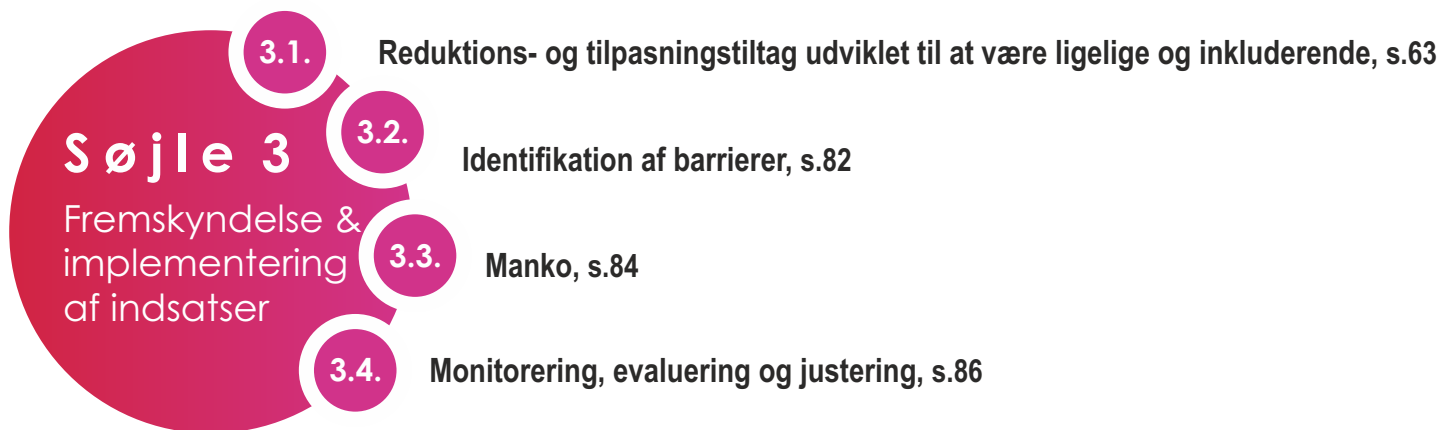 Søjle 3
Fremskyndelse &
implementering
af indsatser
3.1.
Reduktions- og tilpasningstiltag udviklet til at være ligelige og inkluderende, s.63
3.2.
Identifikation af barrierer, s.82
3.3.
Manko, s.84
3.4.
Monitorering, evaluering og justering, s.86